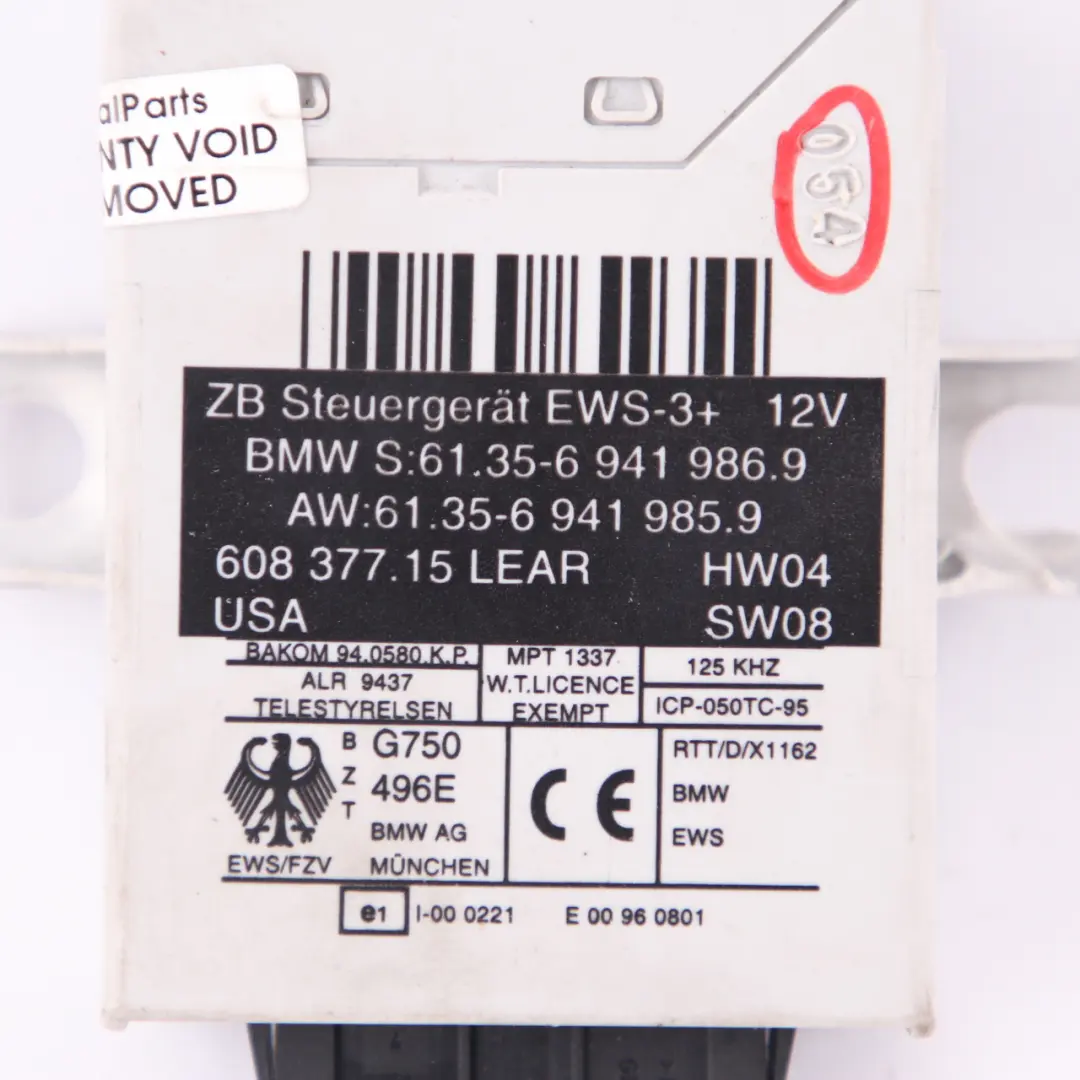 alParts
NTY VOID
MOVED
054
ZB Steuergerät EWS-3+ 12V
BMW S:61.35-6 941 986.9
AW:61.35-6 941 985.9
608 377.15 LEAR HW04
USA SW08
BAKOM 94.0580.K.P.
ALR 9437
TELESTYRELSEN
MPT 1337
W.T.LICENCE
EXEMPT
125 KHZ
ICP-050TC-95
BZT
G750
496E
BMW AG
MÜNCHEN
EWS/FZV
CE
RTT/D/X1162
BMW
EWS
e1 I-00 0221 E 00 96 0801